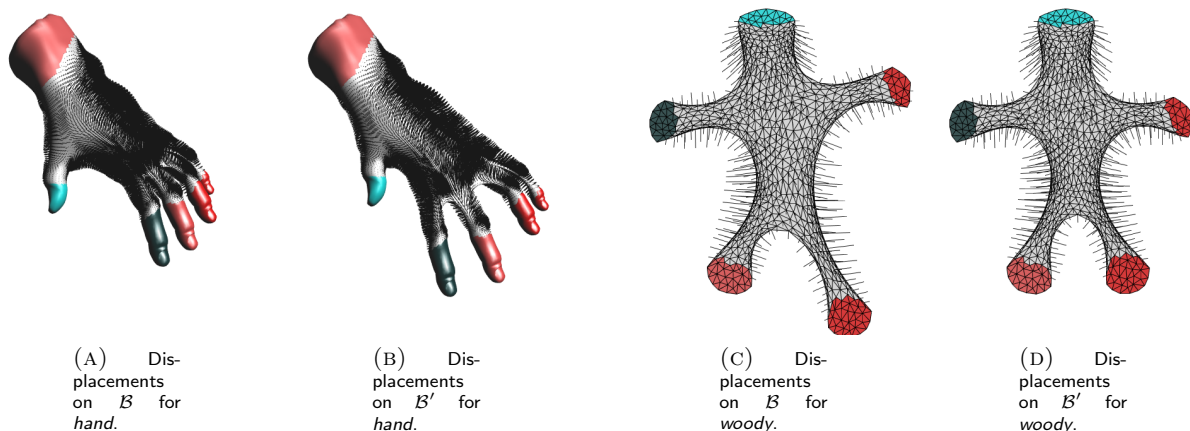 (A) Dis-
placements
on B for
hand.
(B) Dis-
placements
on B′ for
hand.
(C) Dis-
placements
on B for
woody.
(D) Dis-
placements
on B′ for
woody.